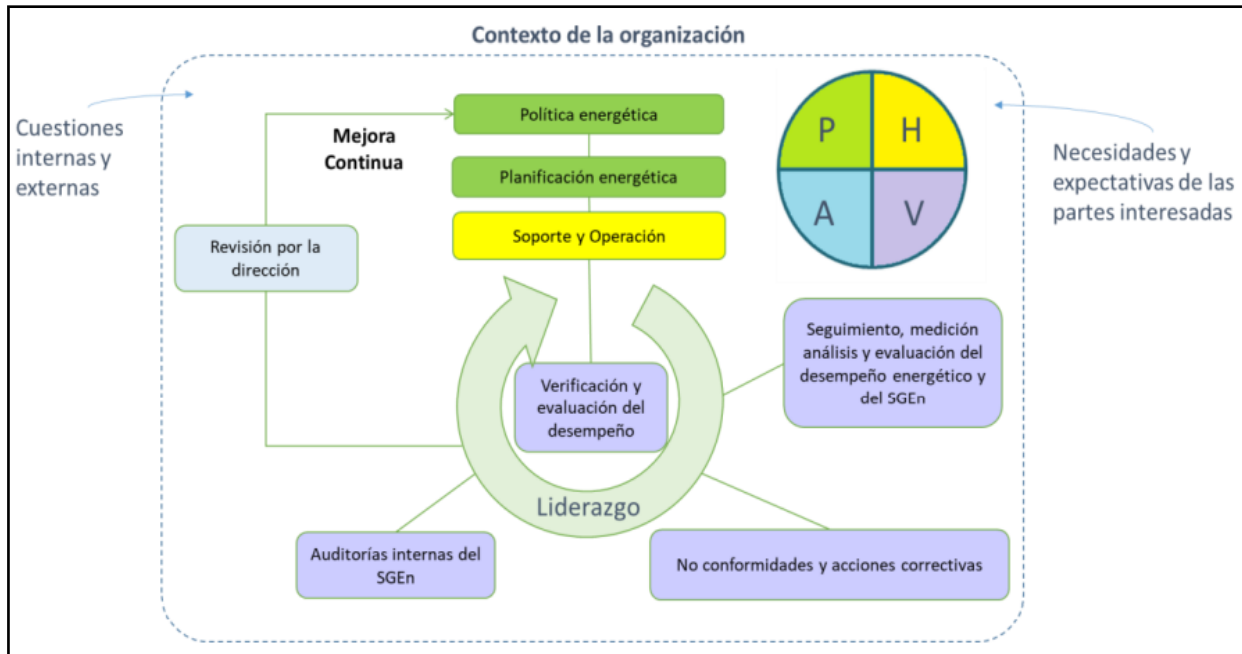 Contexto de la organización
Cuestiones
internas y
externas
Mejora
Continua
Política energética
Planificación energética
Soporte y Operación
P H
A V
Necesidades y
expectativas de las
partes interesadas
Revisión por la
dirección
Verificación y
evaluación del
desempeño
Seguimiento, medición
análisis y evaluación del
desempeño energético y
del SGEn
Liderazgo
Auditorías internas del
SGEn
No conformidades y acciones correctivas